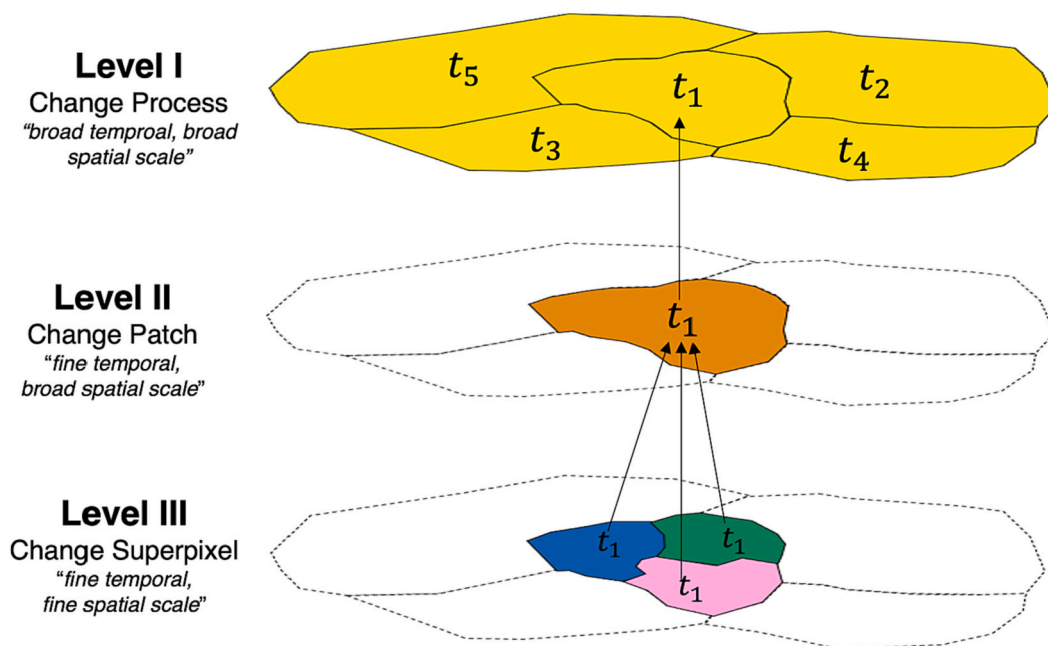 Level I
Change Process
“broad temproal, broad
spatial scale”
t₅
t₁
t₂
t₃
t₄
Level II
Change Patch
“fine temporal,
broad spatial scale”
t₁
Level III
Change Superpixel
“fine temporal,
fine spatial scale”
t₁
t₁
t₁